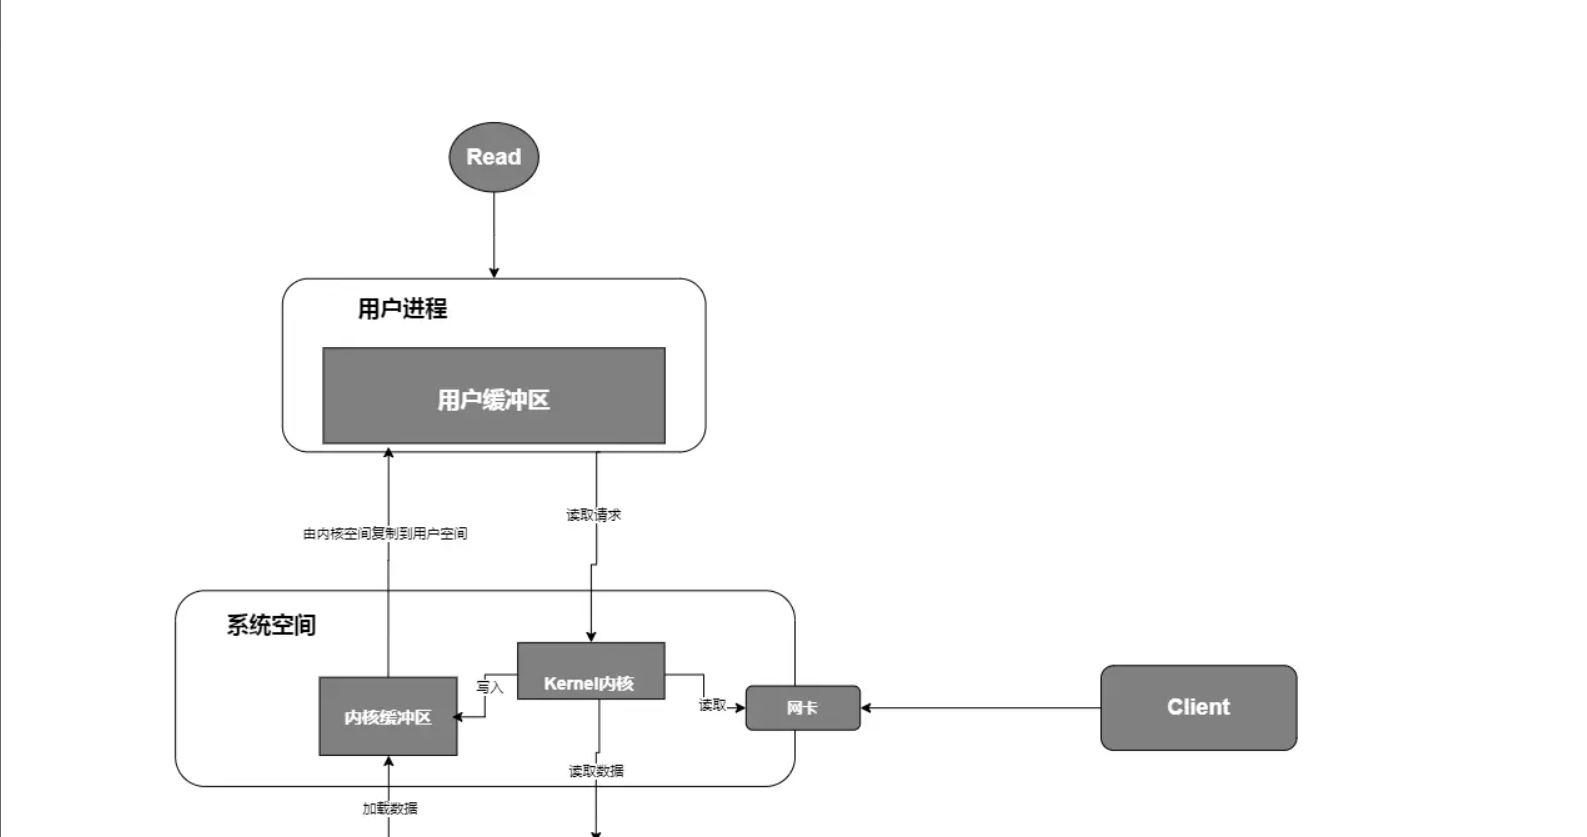 Read
用户进程
用户缓冲区
读取请求
由内核空间复制到用户空间
系统空间
Kernel内核
写入
读取
网卡
Client
内核缓冲区
读取数据
加载数据